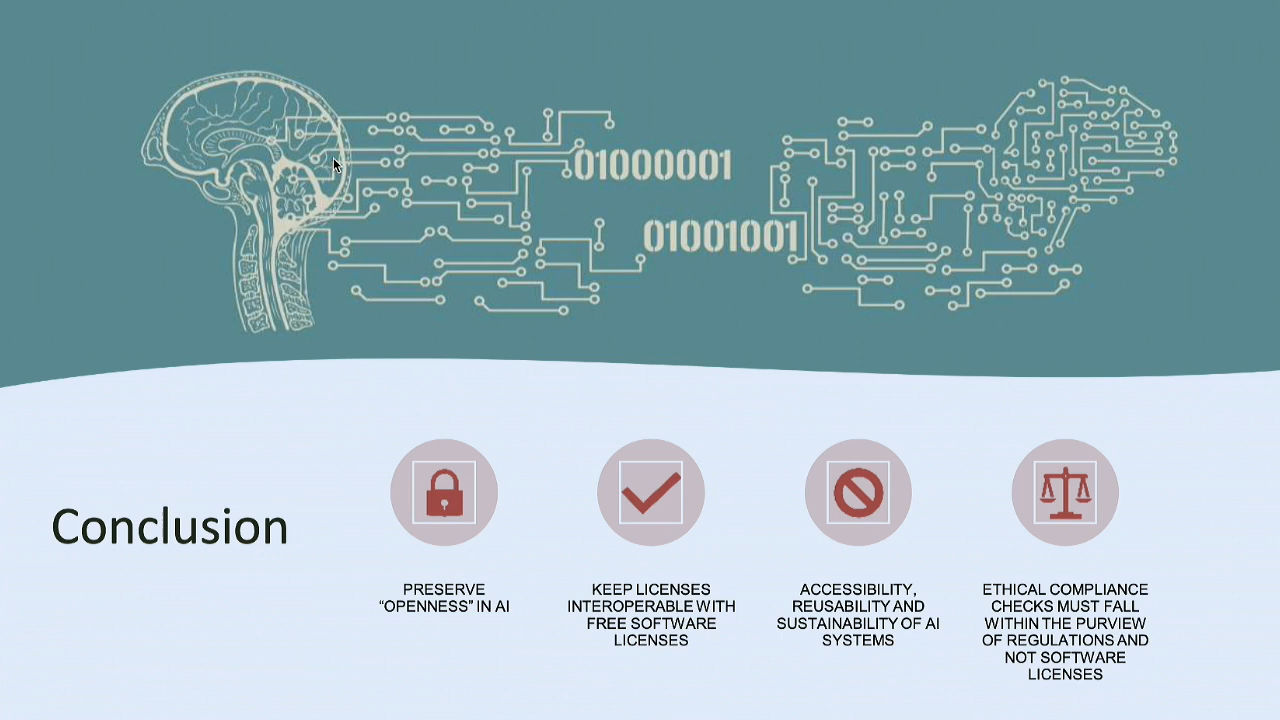 01000001
01001001
Conclusion
PRESERVE
“OPENNESS” IN AI
KEEP LICENSES
INTEROPERABLE WITH
FREE SOFTWARE
LICENSES
ACCESSIBILITY,
REUSABILITY AND
SUSTAINABILITY OF AI
SYSTEMS
ETHICAL COMPLIANCE
CHECKS MUST FALL
WITHIN THE PURVIEW
OF REGULATIONS AND
NOT SOFTWARE
LICENSES